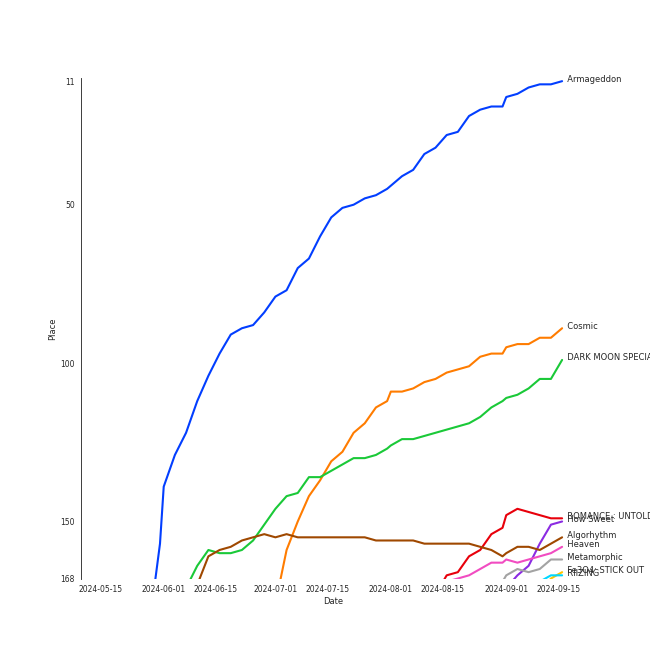 11
Armageddon
50
Cosmic
Place
DARK MOON SPECIA
100
ROMANCE : UNTOLD
How Sweet
150
Algorhythm
Heaven
Metamorphic
STICK OUT
RIIZING
168
2024-05-15
2024-06-01
2024-06-15
2024-07-01
2024-07-15
2024-08-01
2024-08-15
2024-09-01
2024-09-15
Date